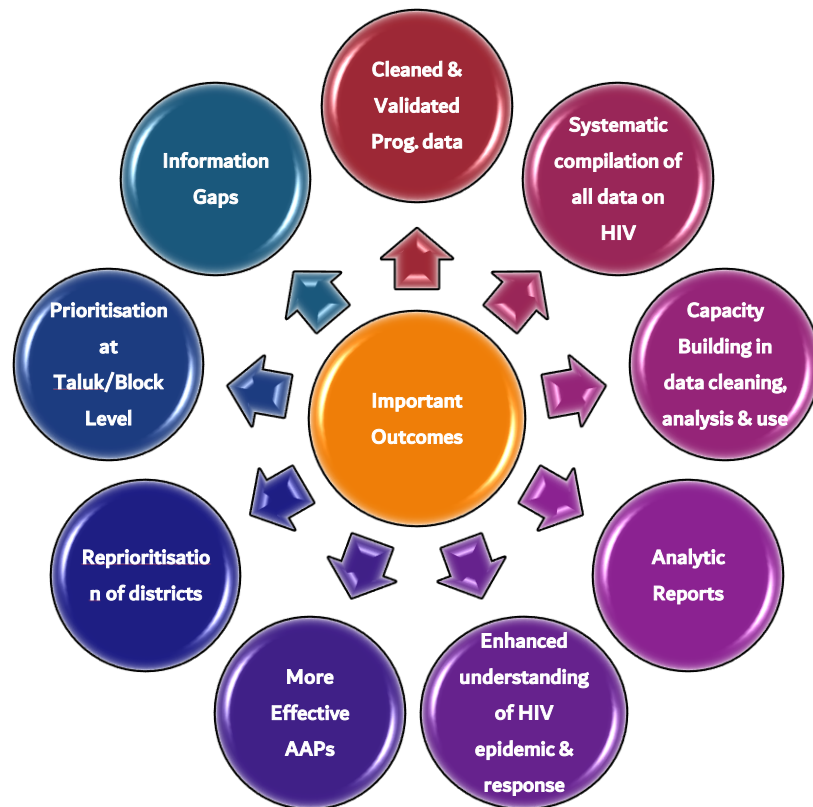 Important
Outcomes
Cleaned &
Validated
Prog. data
Systematic
compilation of
all data on
HIV
Capacity
Building in
data cleaning,
analysis & use
Analytic
Reports
Enhanced
understanding
of HIV
epidemic &
response
More
Effective
AAPs
Reprioritisatio
n of districts
Prioritisation
at
Taluk/Block
Level
Information
Gaps